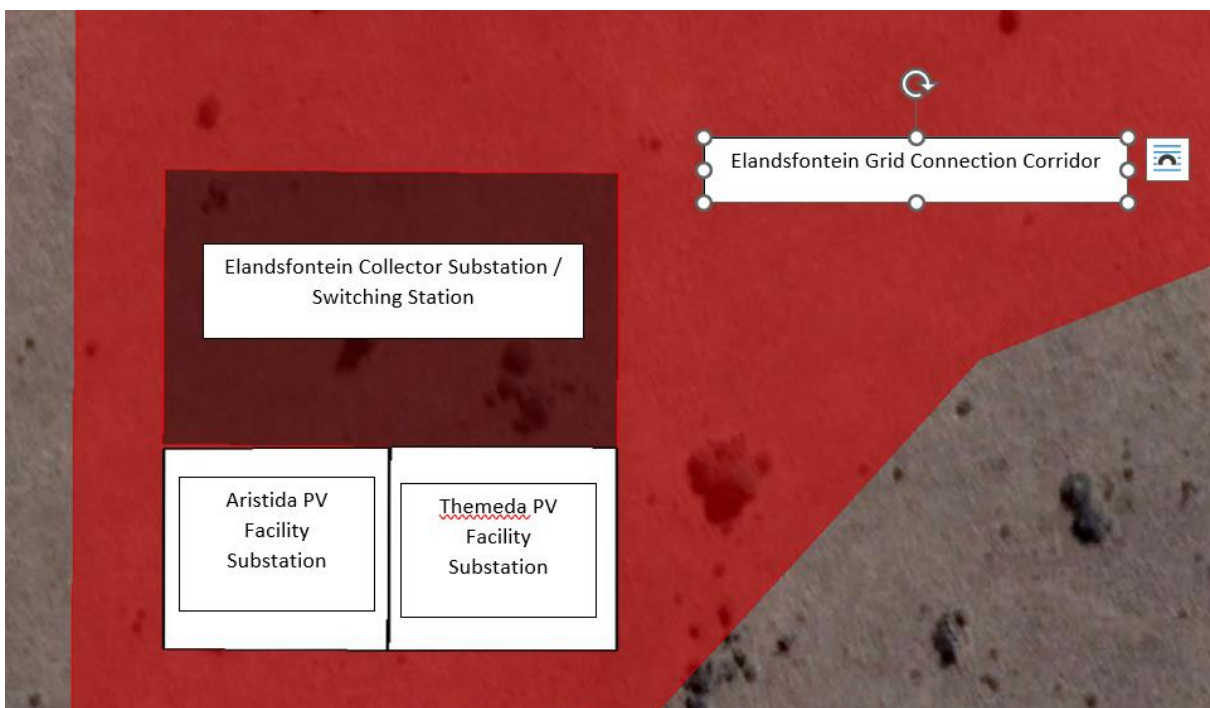 Elandsfontein Grid Connection Corridor
Elandsfontein Collector Substation /
Switching Station
Aristida PV
Facility
Substation
Themeda PV
Facility
Substation